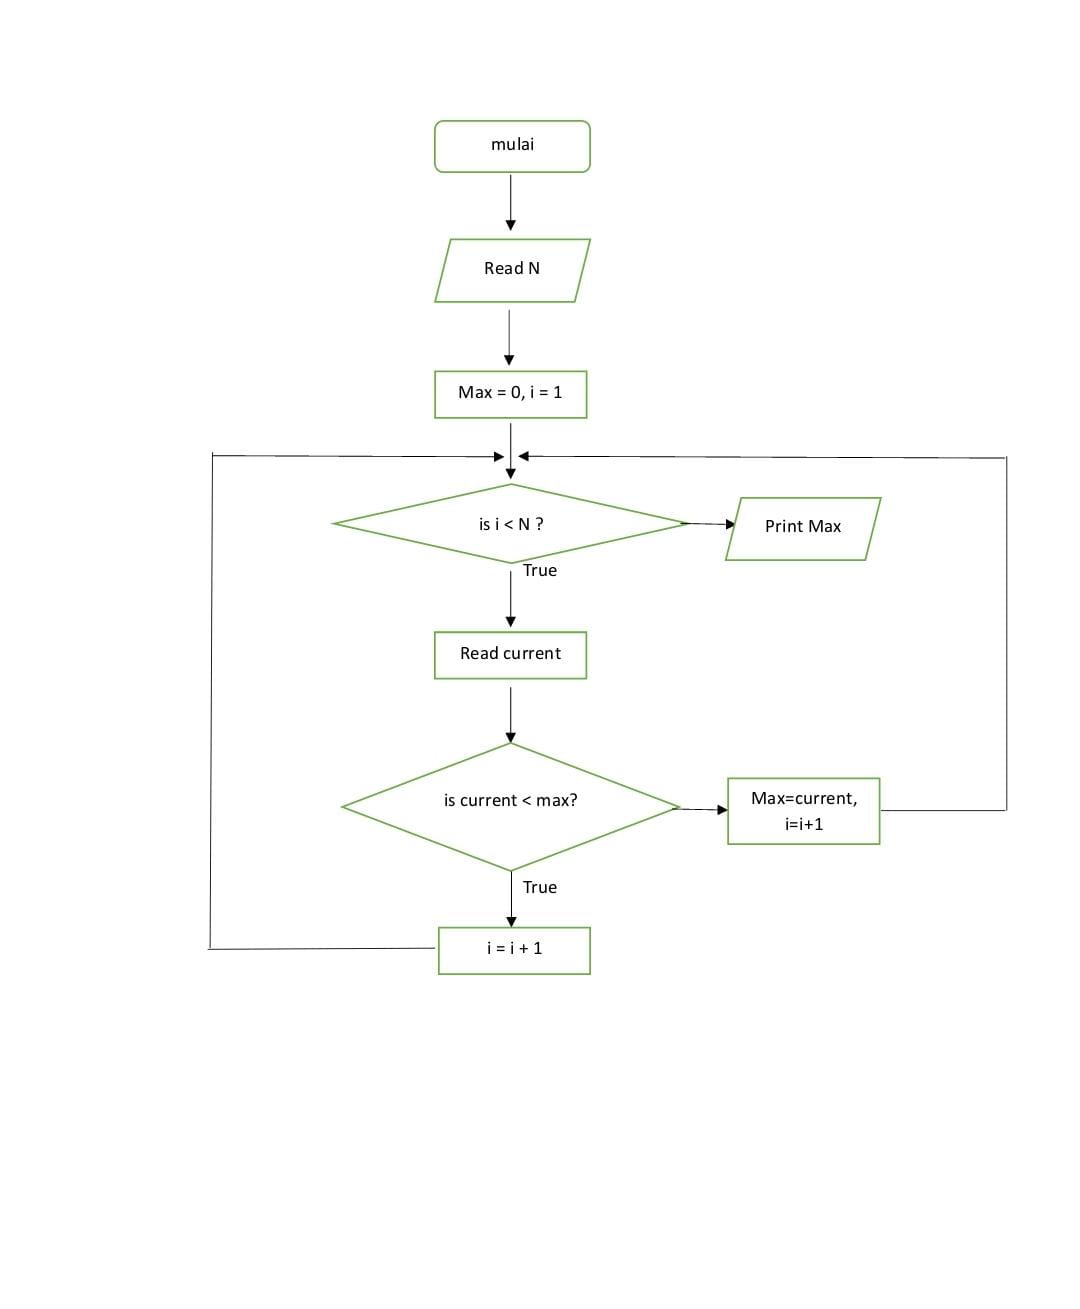 mulai
Read N
Max = 0, i = 1
is i < N ?
Print Max
True
Read current
is current < max?
Max=current,
i=i+1
True
i = i + 1